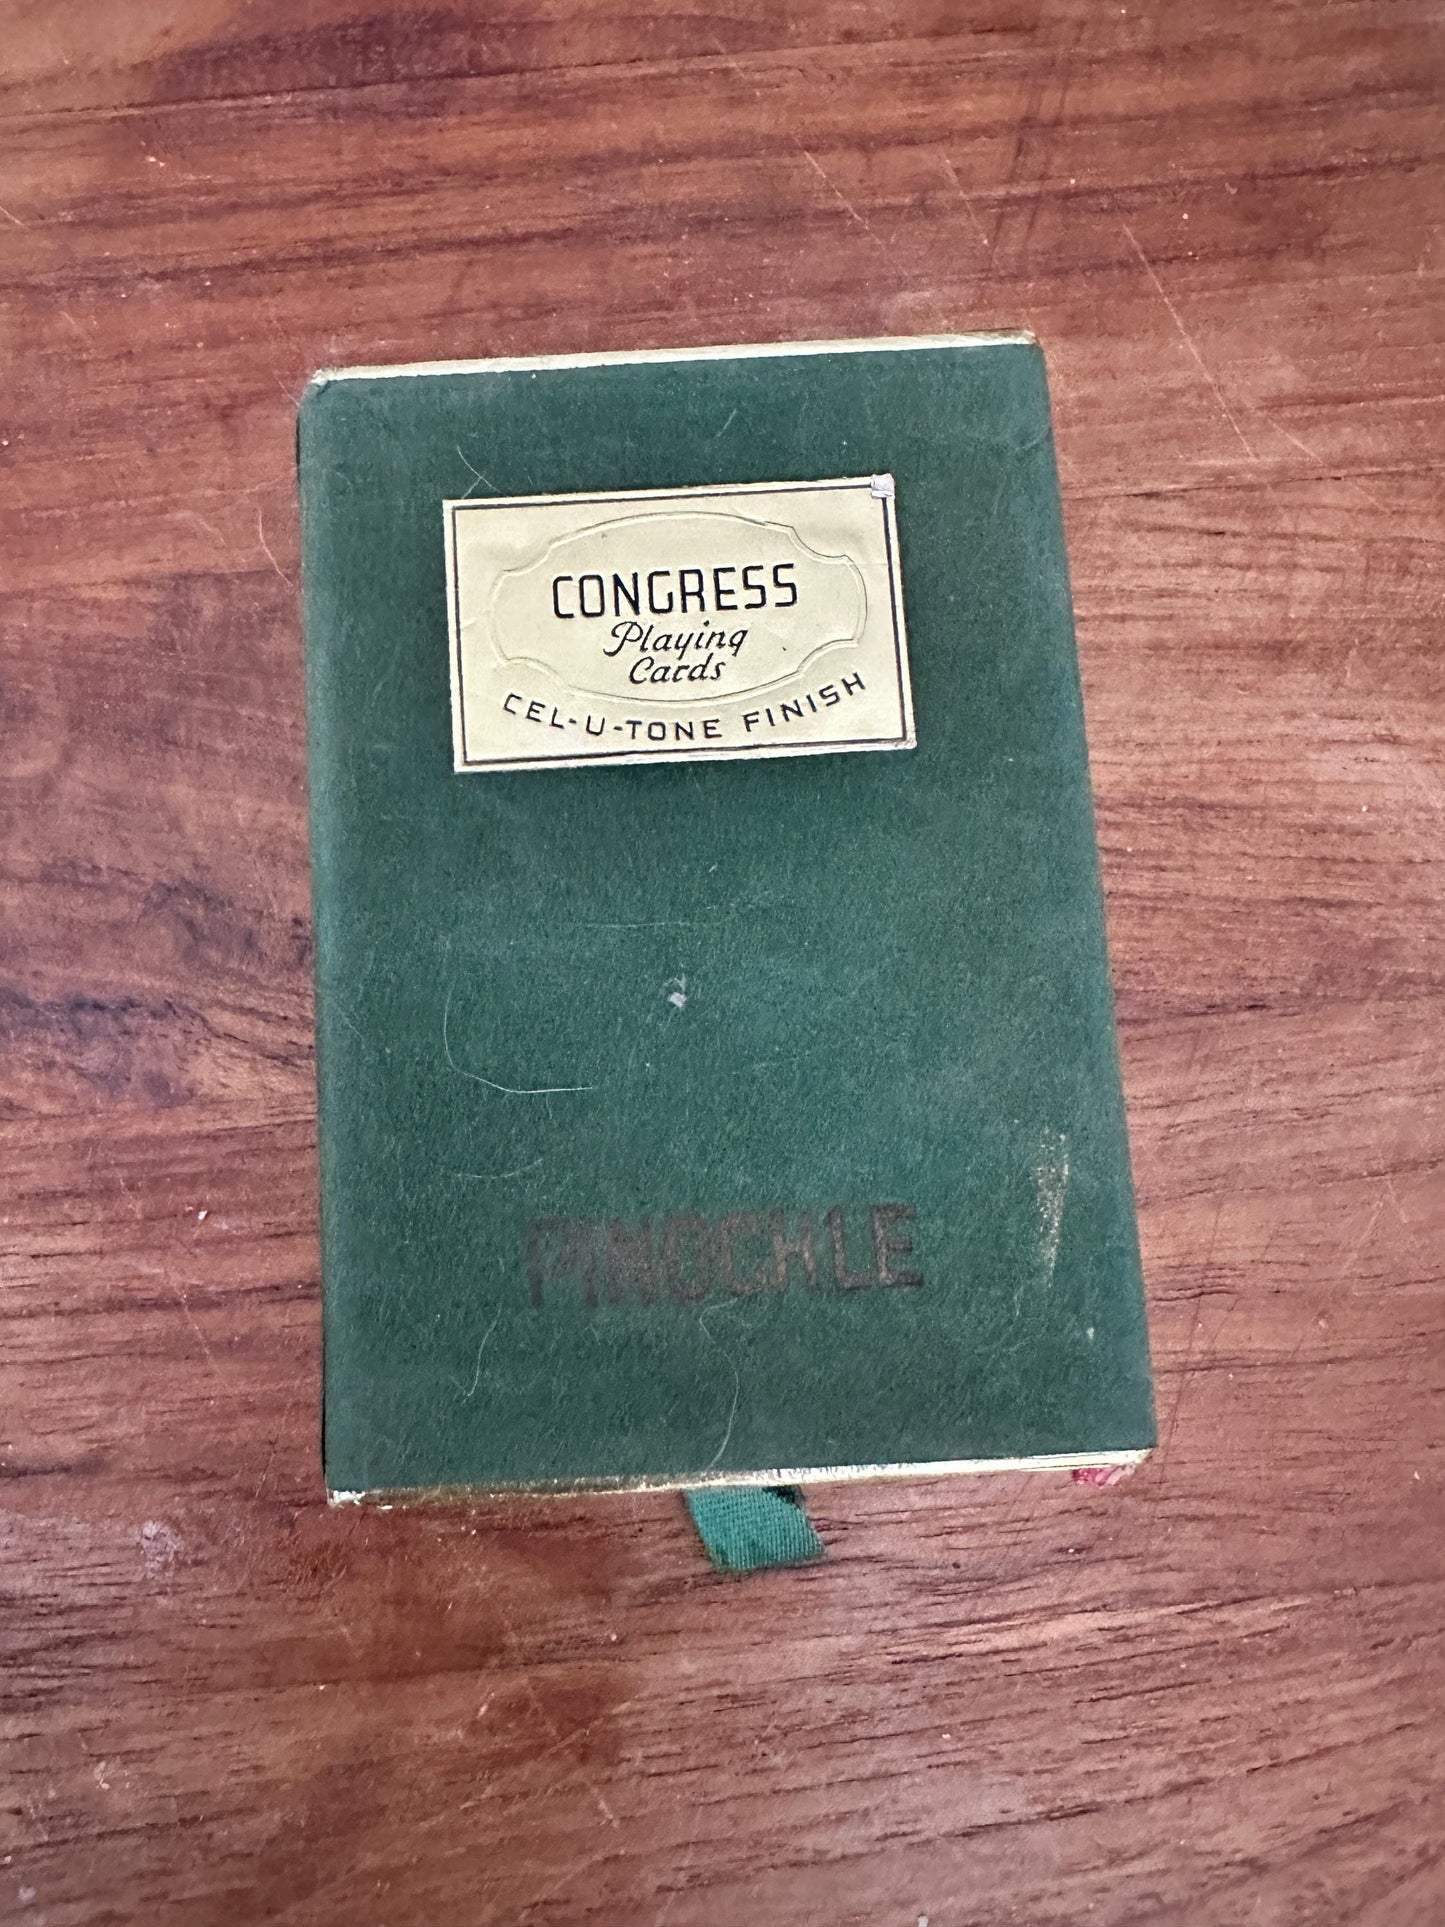 CONGRESS
Playing
Cards
CEL-U-TONE FINISH
PINOCHLE